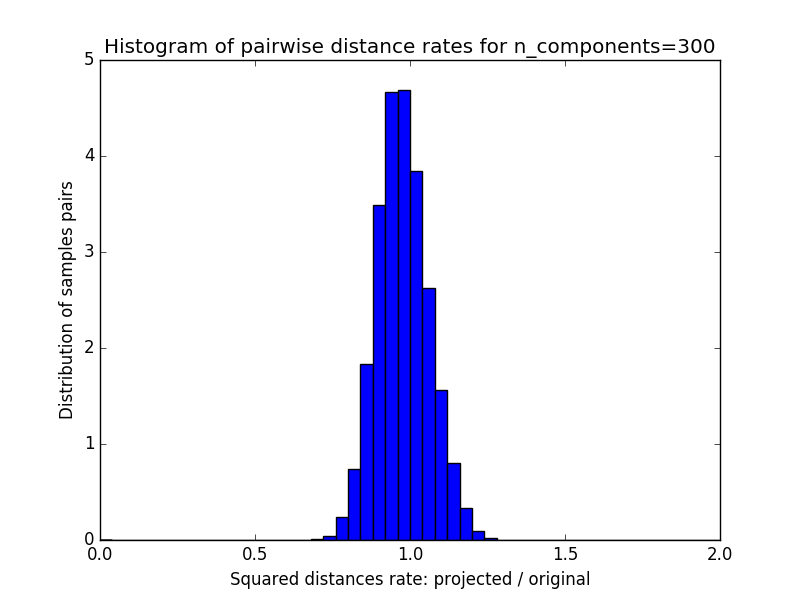 Histogram of pairwise distance rates for n_components=300
5
4
3
2
1
0
Distribution of samples pairs
0.0 0.5 1.0 1.5 2.0
Squared distances rate: projected / original